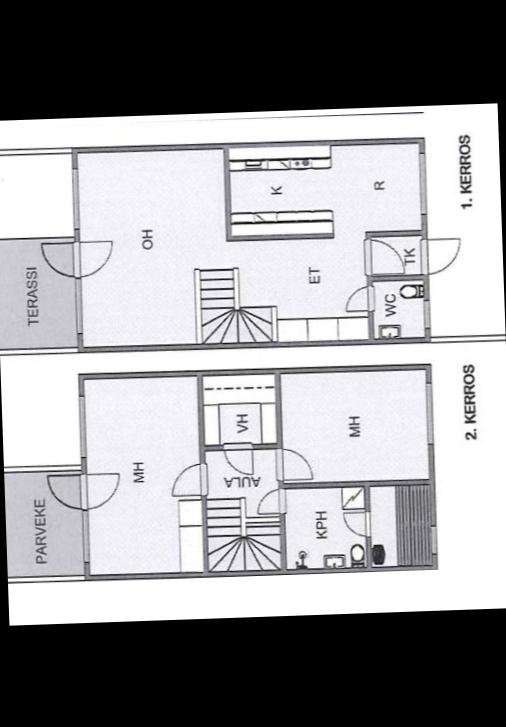 1. KERROS
K
R
OH
TERASSI
ET
TK
WC
2. KERROS
MH
VH
MH
AULA
PARVEKE
KPH